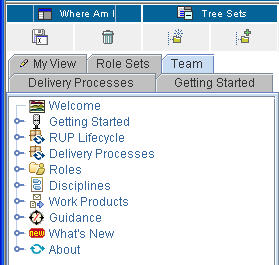 Where Am I Tree Sets
My View Role Sets Team
Delivery Processes Getting Started
Welcome
Getting Started
RUP Lifecycle
Delivery Processes
Roles
Disciplines
Work Products
Guidance
new What's New
About